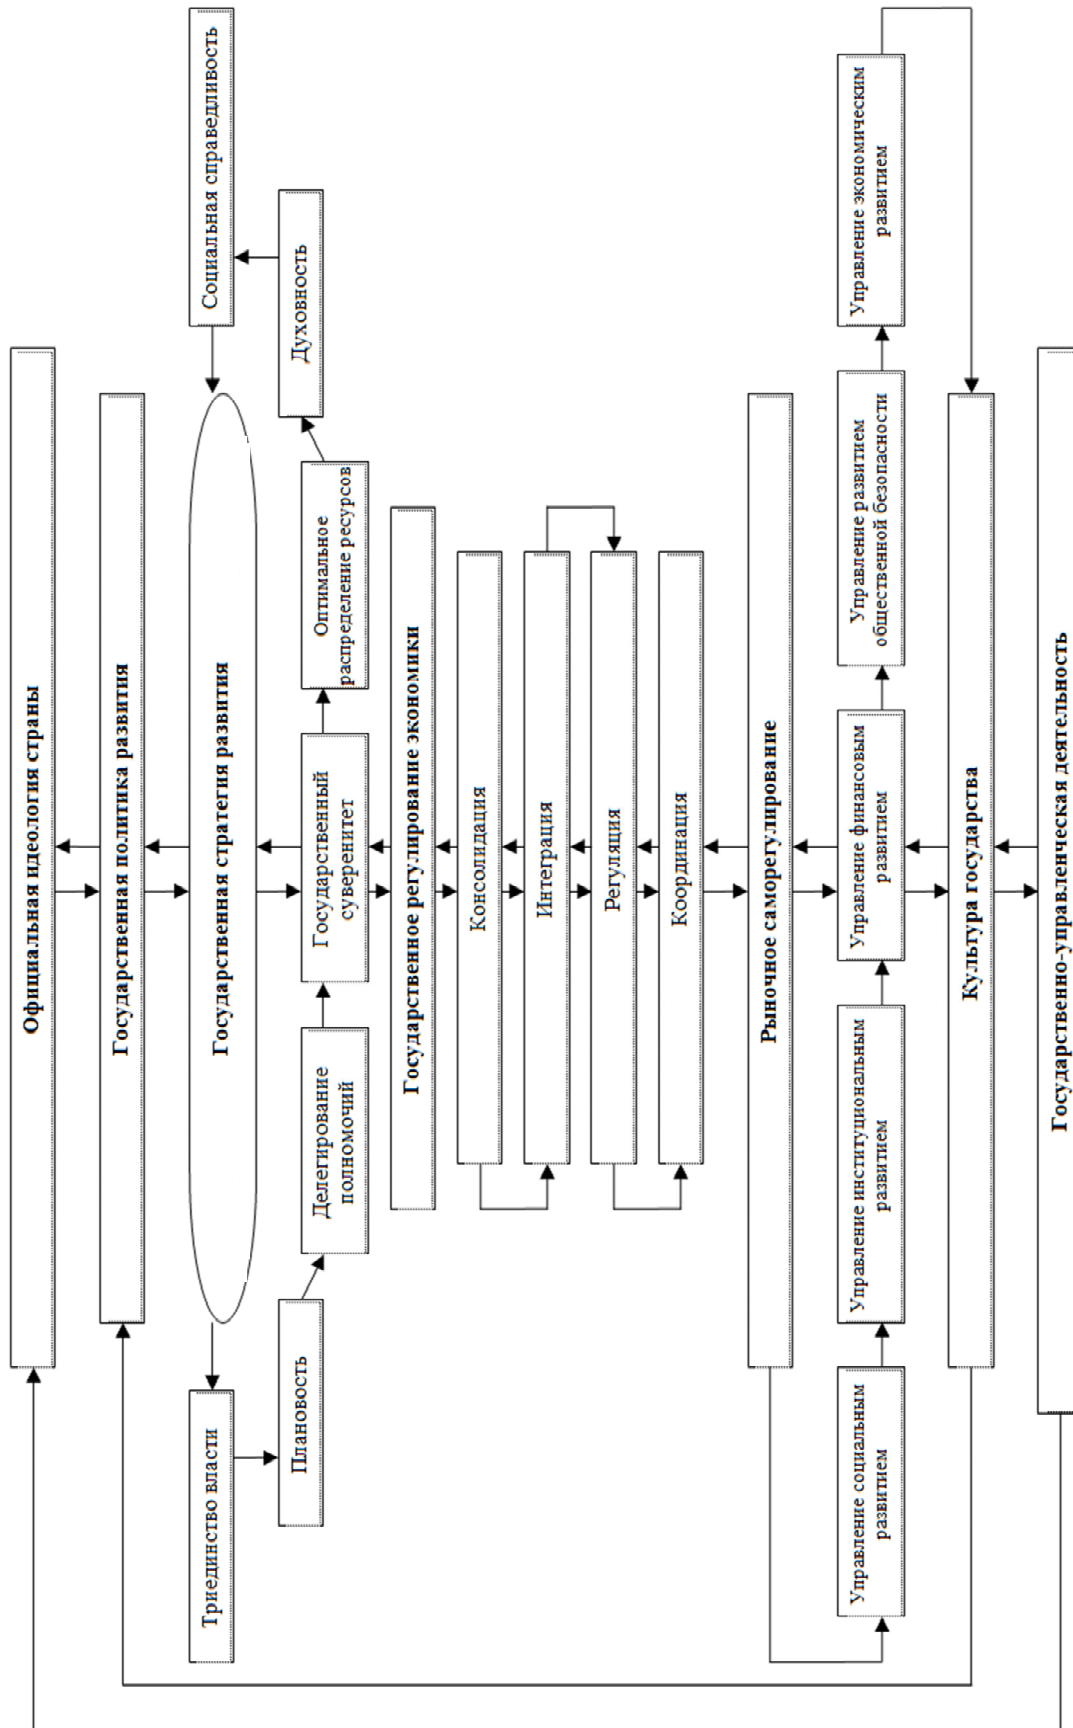 Официальная идеология страны
Государственная политика развития
Триединство власти
Государственная стратегия развития
Социальная справедливость
Плановость
Делегирование
полномочий
Государственный
сувернитет
Оптимальное
распределение ресурсов
Духовность
Государственное регулирование экономики
Консолидация
Интеграция
Регуляция
Координация
Рыночное саморегулирование
Управление социальным
развитием
Управление институциональным
развитием
Управление финансовым
развитием
Управление развитием
общественной безопасности
Управление экономическим
развитием
Культура государства
Государственно-управленческая деятельность